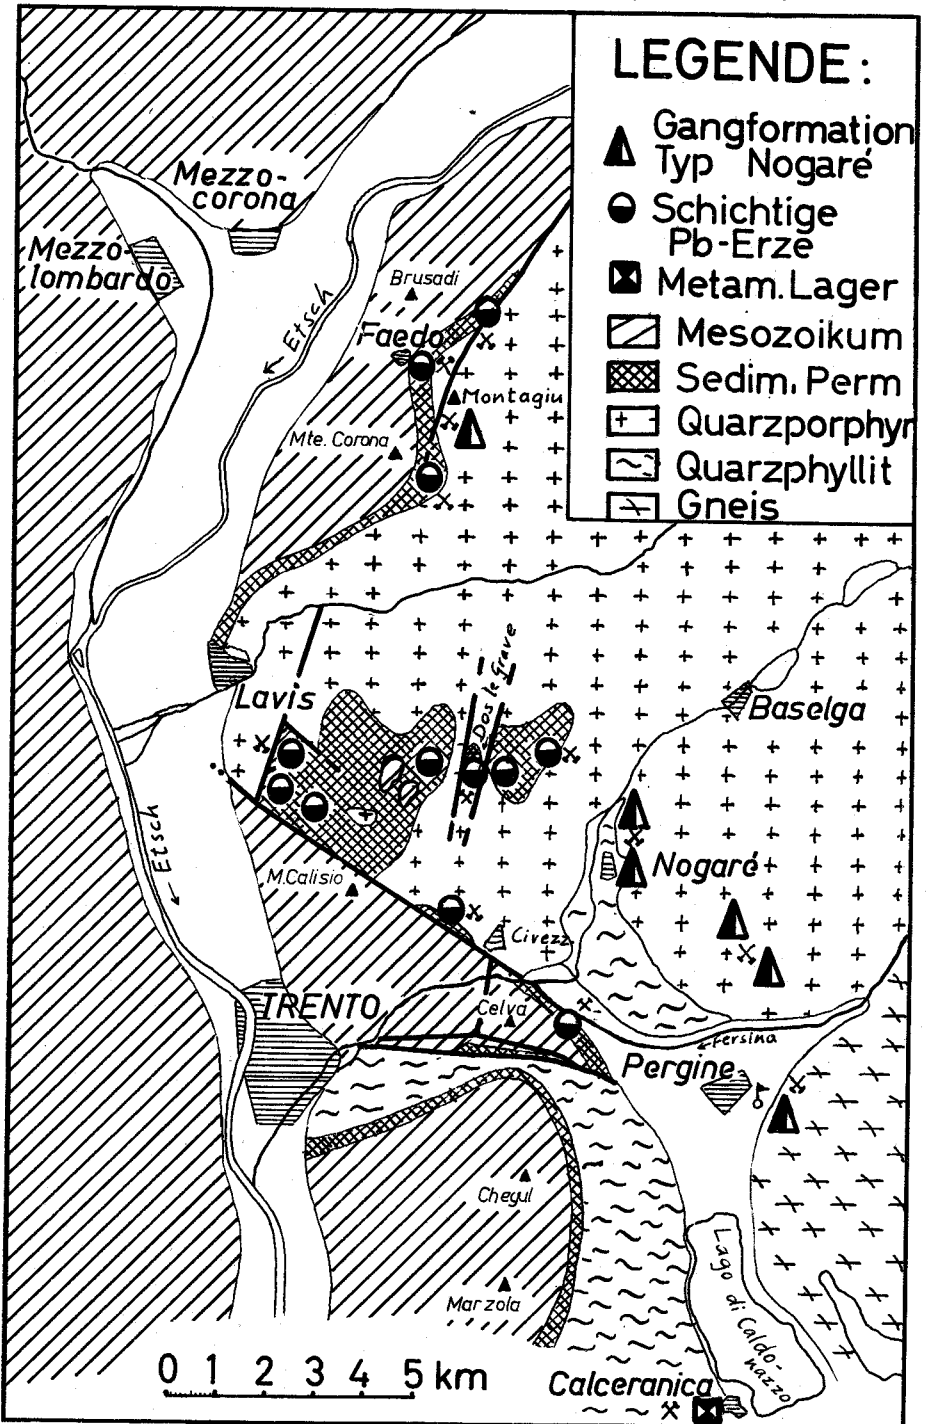 LEGENDE:
Gangformation
Typ Nogaré
Schichtige
Pb-Erze
Metam. Lager
Mesozoikum
Sedim. Perm
Quarzporphyr
Quarzphyllit
Gneis
Mezzo-
corona
Mezzo-
lombardo
Brusadi
Etsch
Faedo
Montagiu
Mte. Corona
Lavis
Dos le Grave
Baselga
Etsch
M. Calisio
Nogaré
Civezz
TRENTO
Celva
Fersina
Pergine
Chegul
Marzola
Lago di Caldo-
nazzo
0 1 2 3 4 5 km
Calceranica